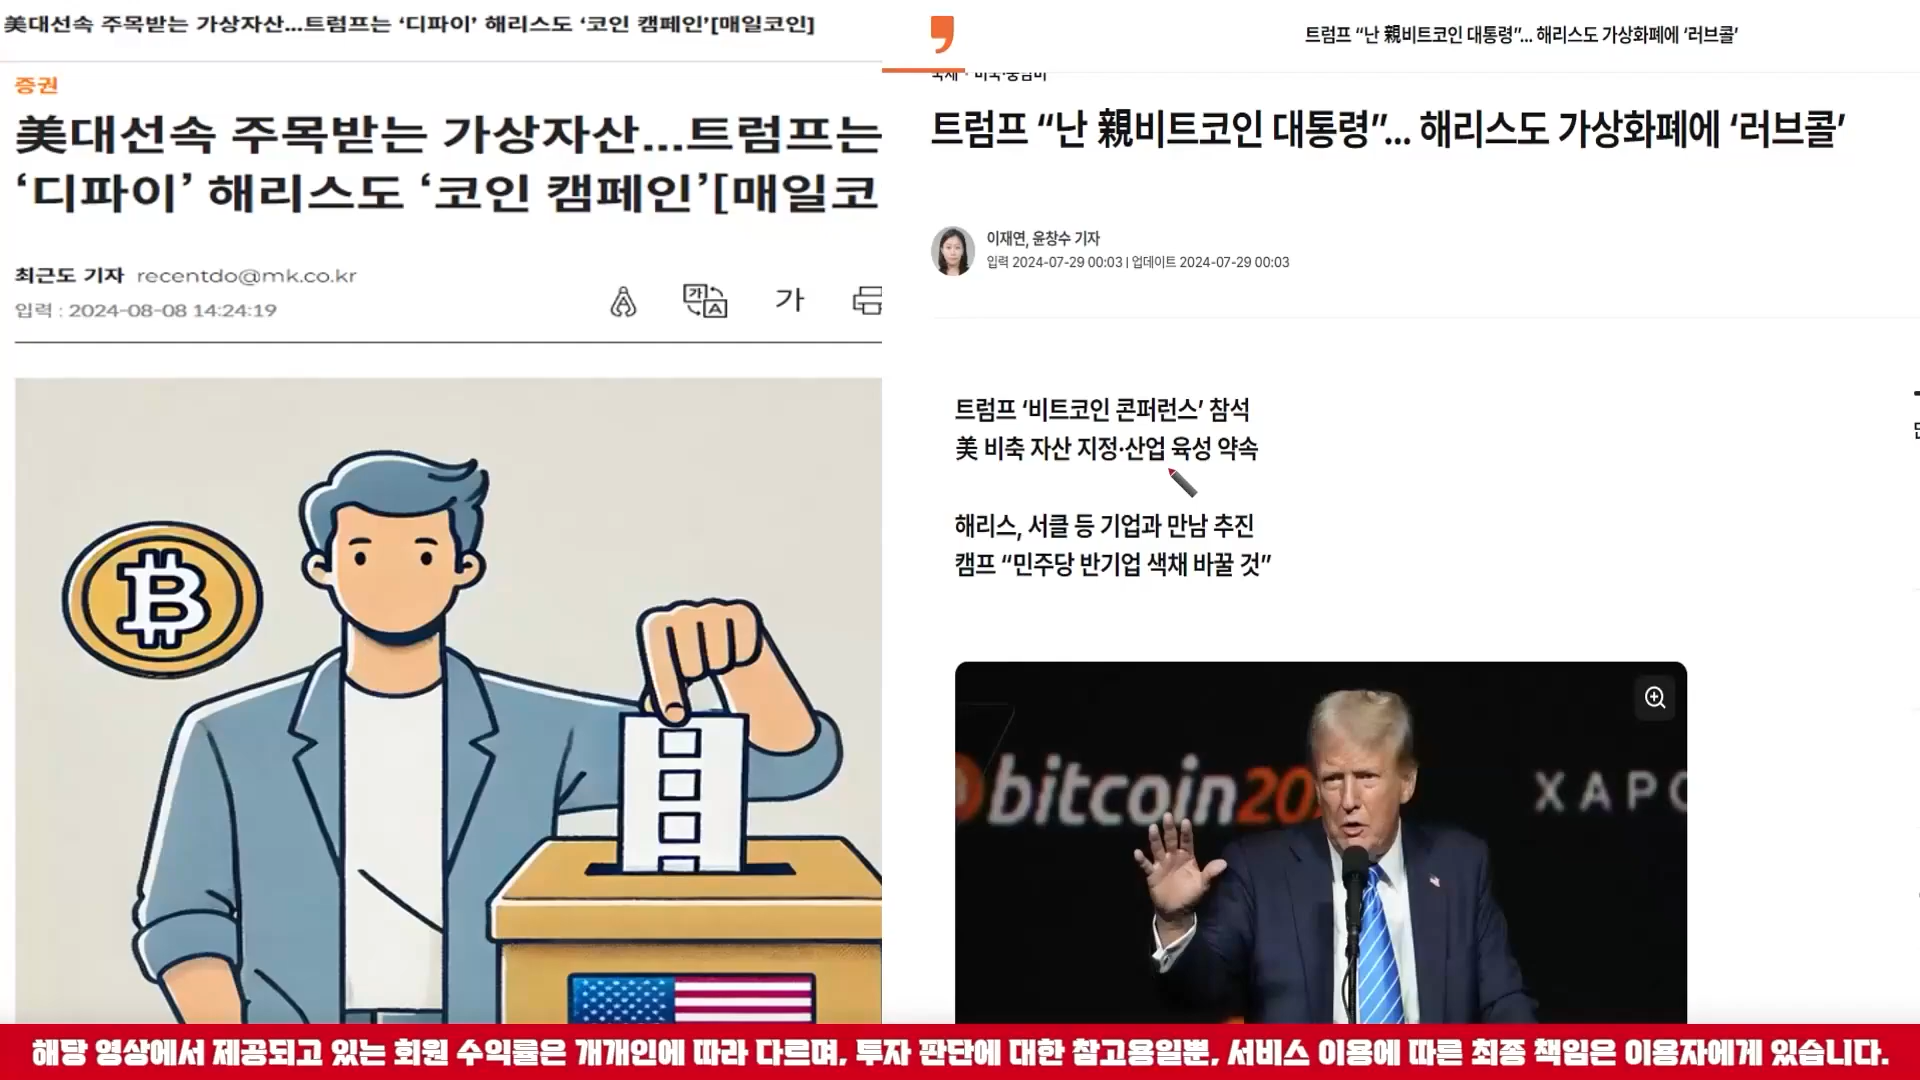 美대선속 주목받는 가상자산...트럼프는 ‘디파이’ 해리스도 ‘코인 캠페인’[매일코인]
증권
美대선속 주목받는 가상자산...트럼프는
‘디파이’ 해리스도 ‘코인 캠페인’[매일코
최근도 기자 recentdo@mk.co.kr
입력 : 2024-08-08 14:24:19
가 A
가
트럼프 “난 親비트코인 대통령”... 해리스도 가상화폐에 ‘러브콜’
트럼프 “난 親비트코인 대통령”... 해리스도 가상화폐에 ‘러브콜’
이재연, 윤창수 기자
입력 2024-07-29 00:03 | 업데이트 2024-07-29 00:03
트럼프 ‘비트코인 콘퍼런스’ 참석
美 비축 자산 지정·산업 육성 약속
해리스, 서클 등 기업과 만남 추진
캠프 “민주당 반기업 색채 바꿀 것”
bitcoin20
XAPO
해당 영상에서 제공되고 있는 회원 수익률은 개개인에 따라 다르며, 투자 판단에 대한 참고용일뿐, 서비스 이용에 따른 최종 책임은 이용자에게 있습니다.